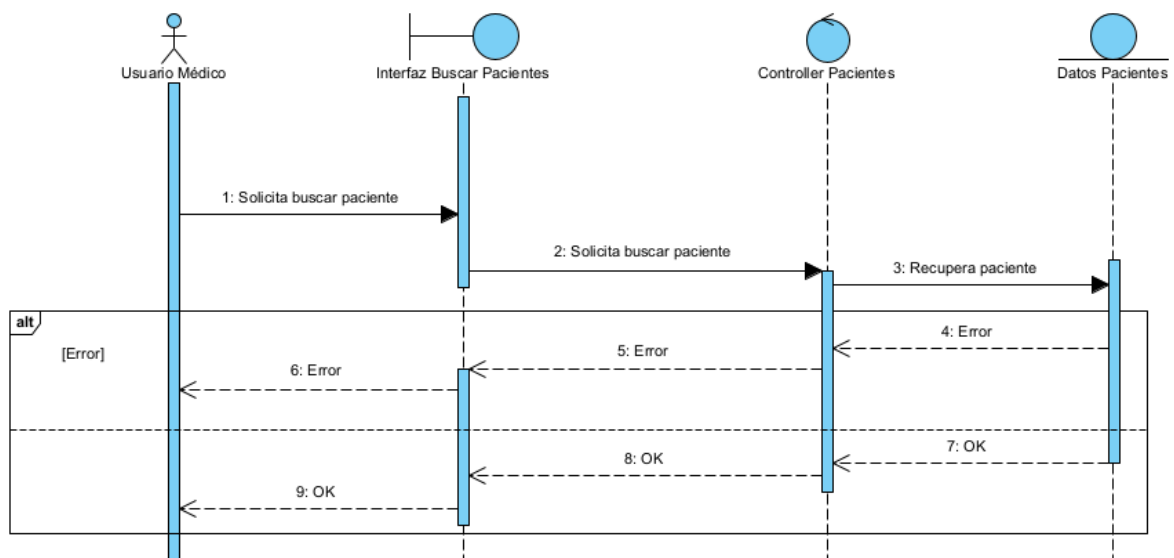 Usuario Médico
Interfaz Buscar Pacientes
Controller Pacientes
Datos Pacientes
1: Solicita buscar paciente
2: Solicita buscar paciente
3: Recupera paciente
alt
[Error]
4: Error
5: Error
6: Error
7: OK
8: OK
9: OK